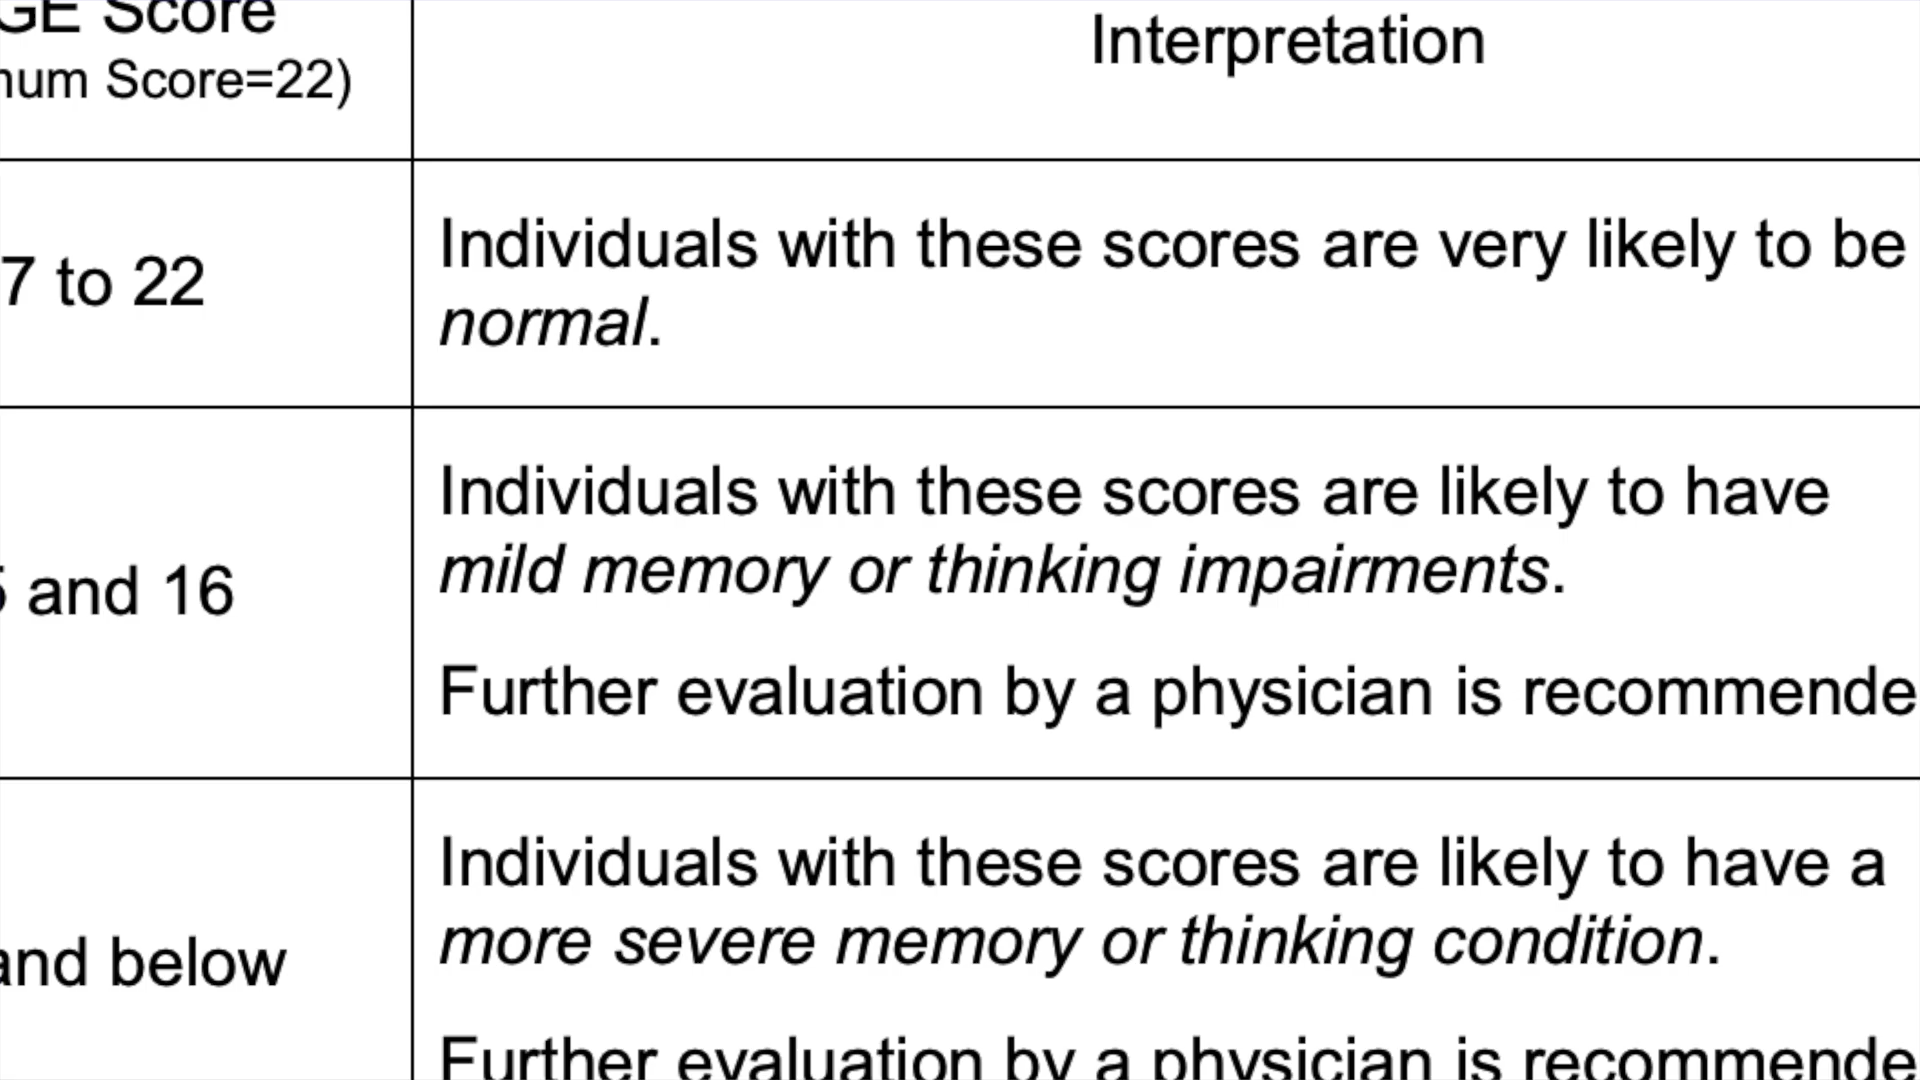 GE Score
num Score=22)
Interpretation
7 to 22
Individuals with these scores are very likely to be
normal.
5 and 16
Individuals with these scores are likely to have
mild memory or thinking impairments.
Further evaluation by a physician is recommende
and below
Individuals with these scores are likely to have a
more severe memory or thinking condition.
Further evaluation by a physician is recommende